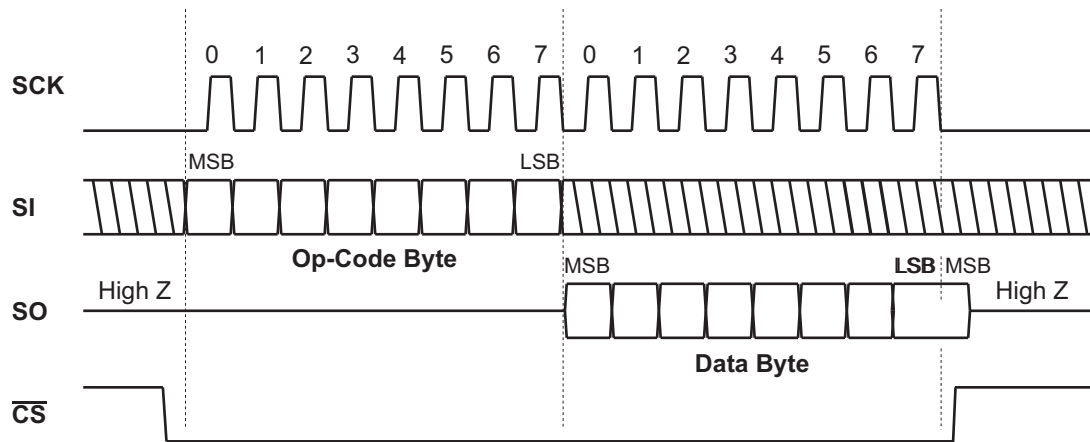 0 1 2 3 4 5 6 7 0 1 2 3 4 5 6 7
SCK
MSB LSB
SI
Op-Code Byte
MSB LSB MSB
High Z High Z
SO
Data Byte
CS